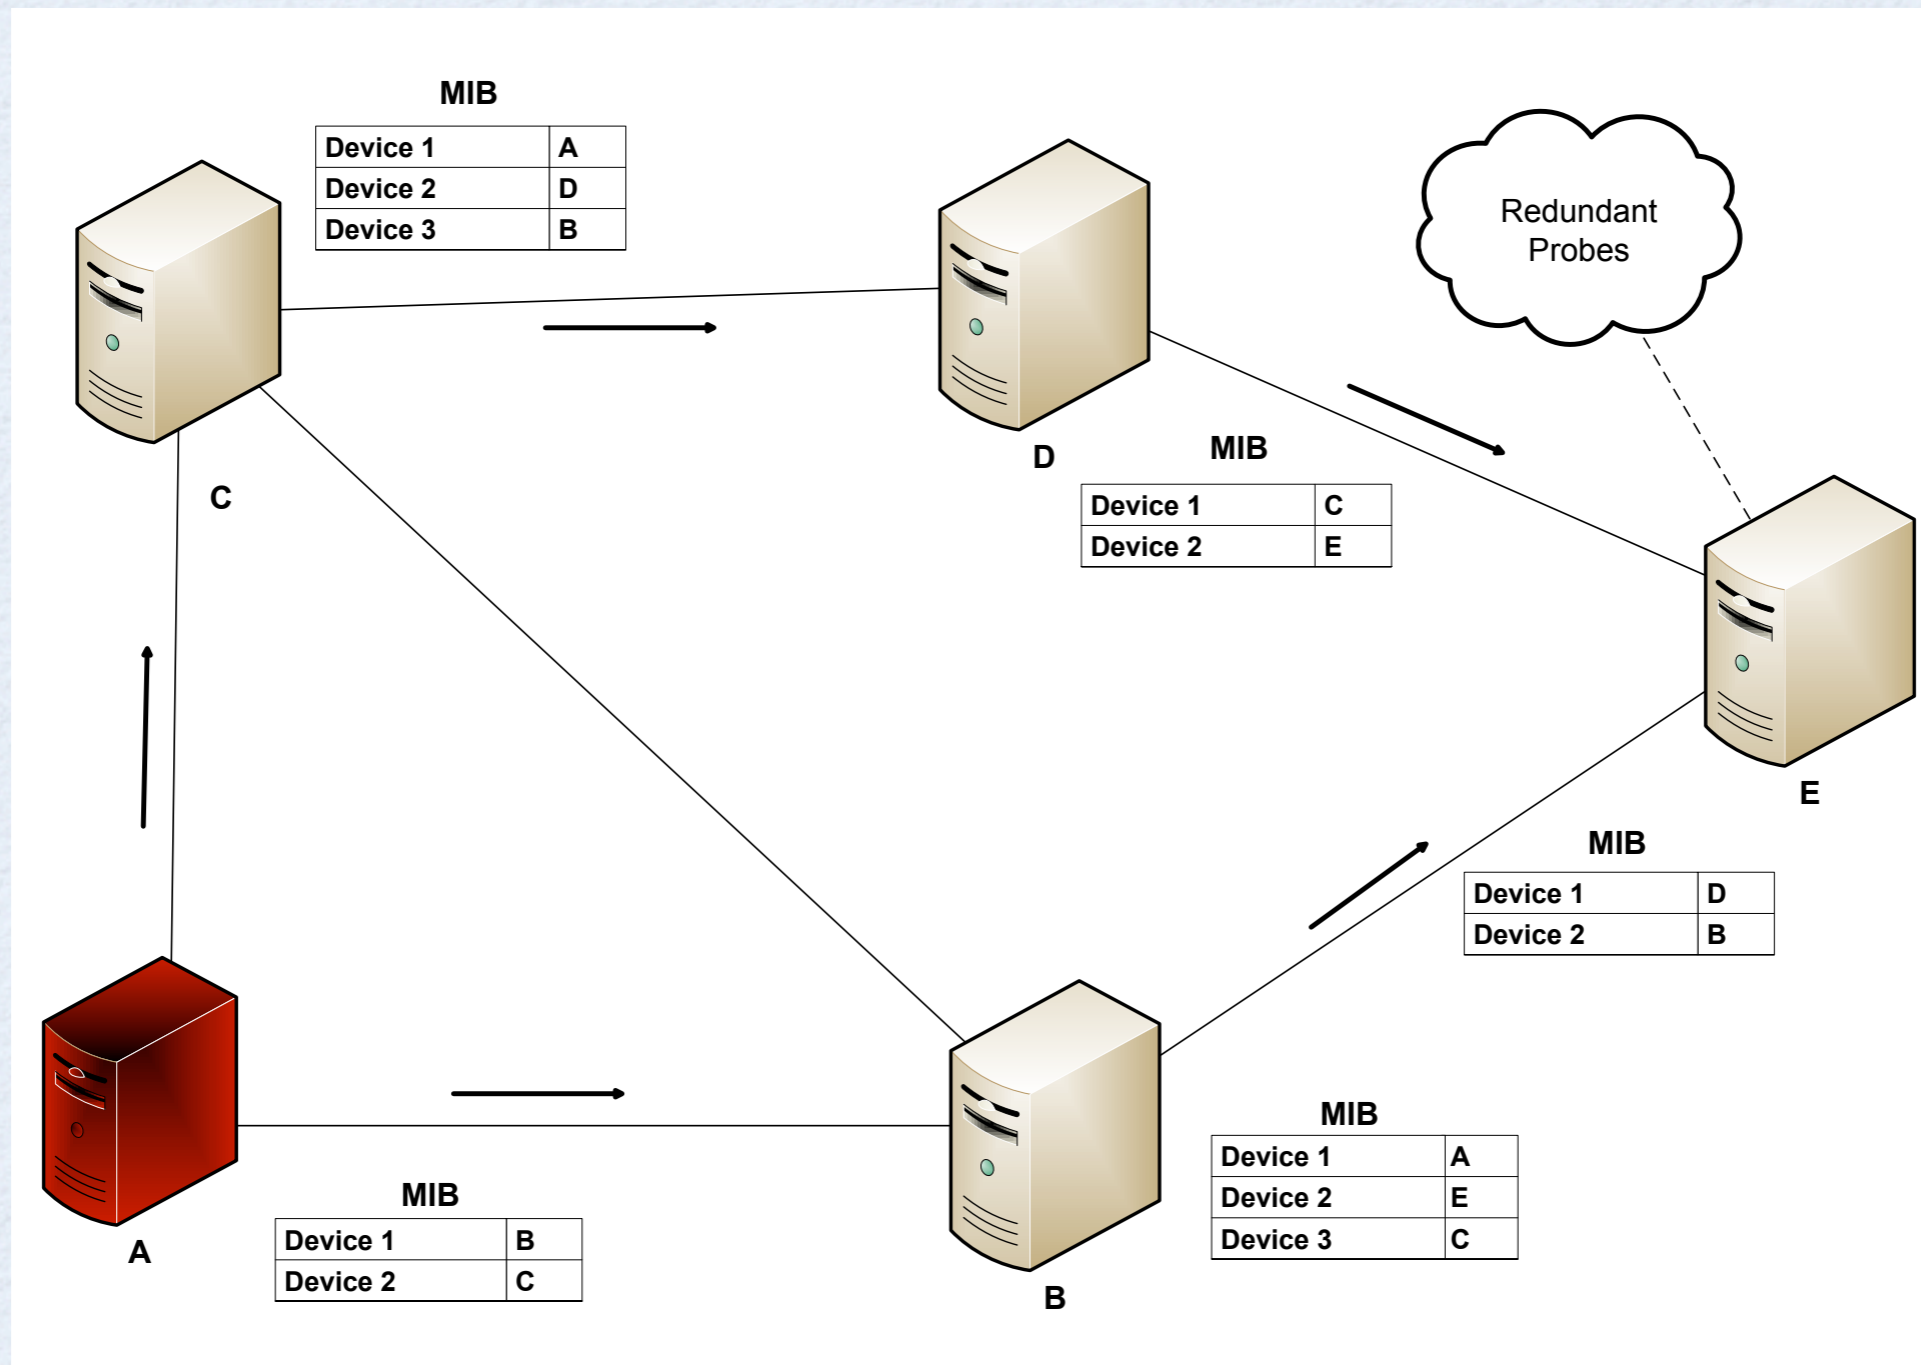 MIB
Device 1 A
Device 2 D
Device 3 B
Redundant
Probes
C
D
MIB
Device 1 C
Device 2 E
E
MIB
Device 1 D
Device 2 B
A
MIB
Device 1 B
Device 2 C
B
MIB
Device 1 A
Device 2 E
Device 3 C